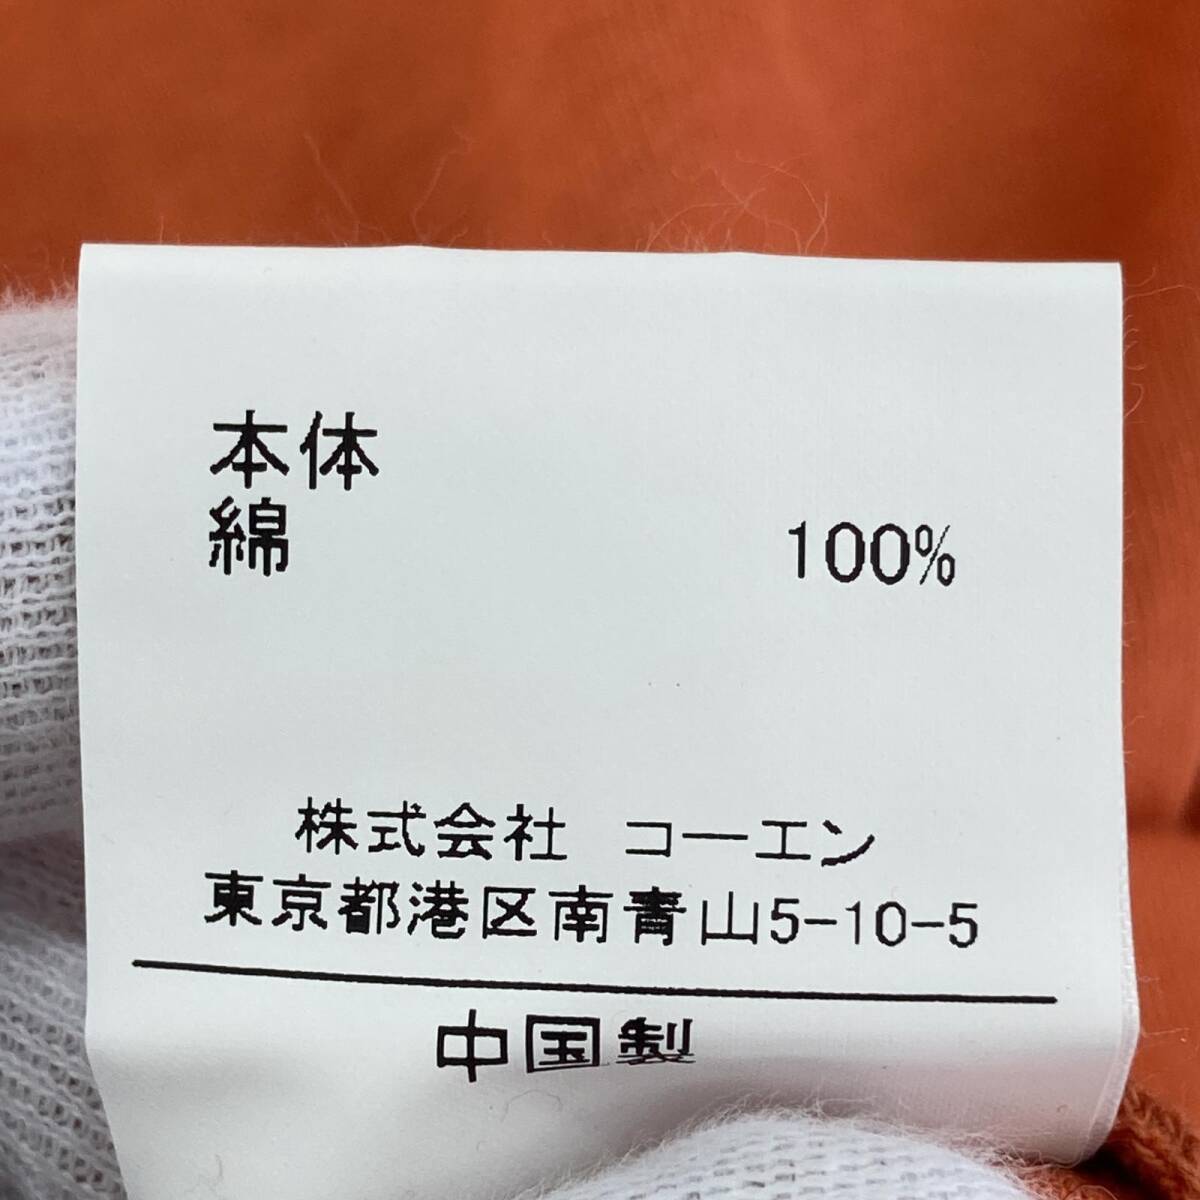 本体
綿 100%
株式会社 コーエン
東京都港区南青山5-10-5
中国製